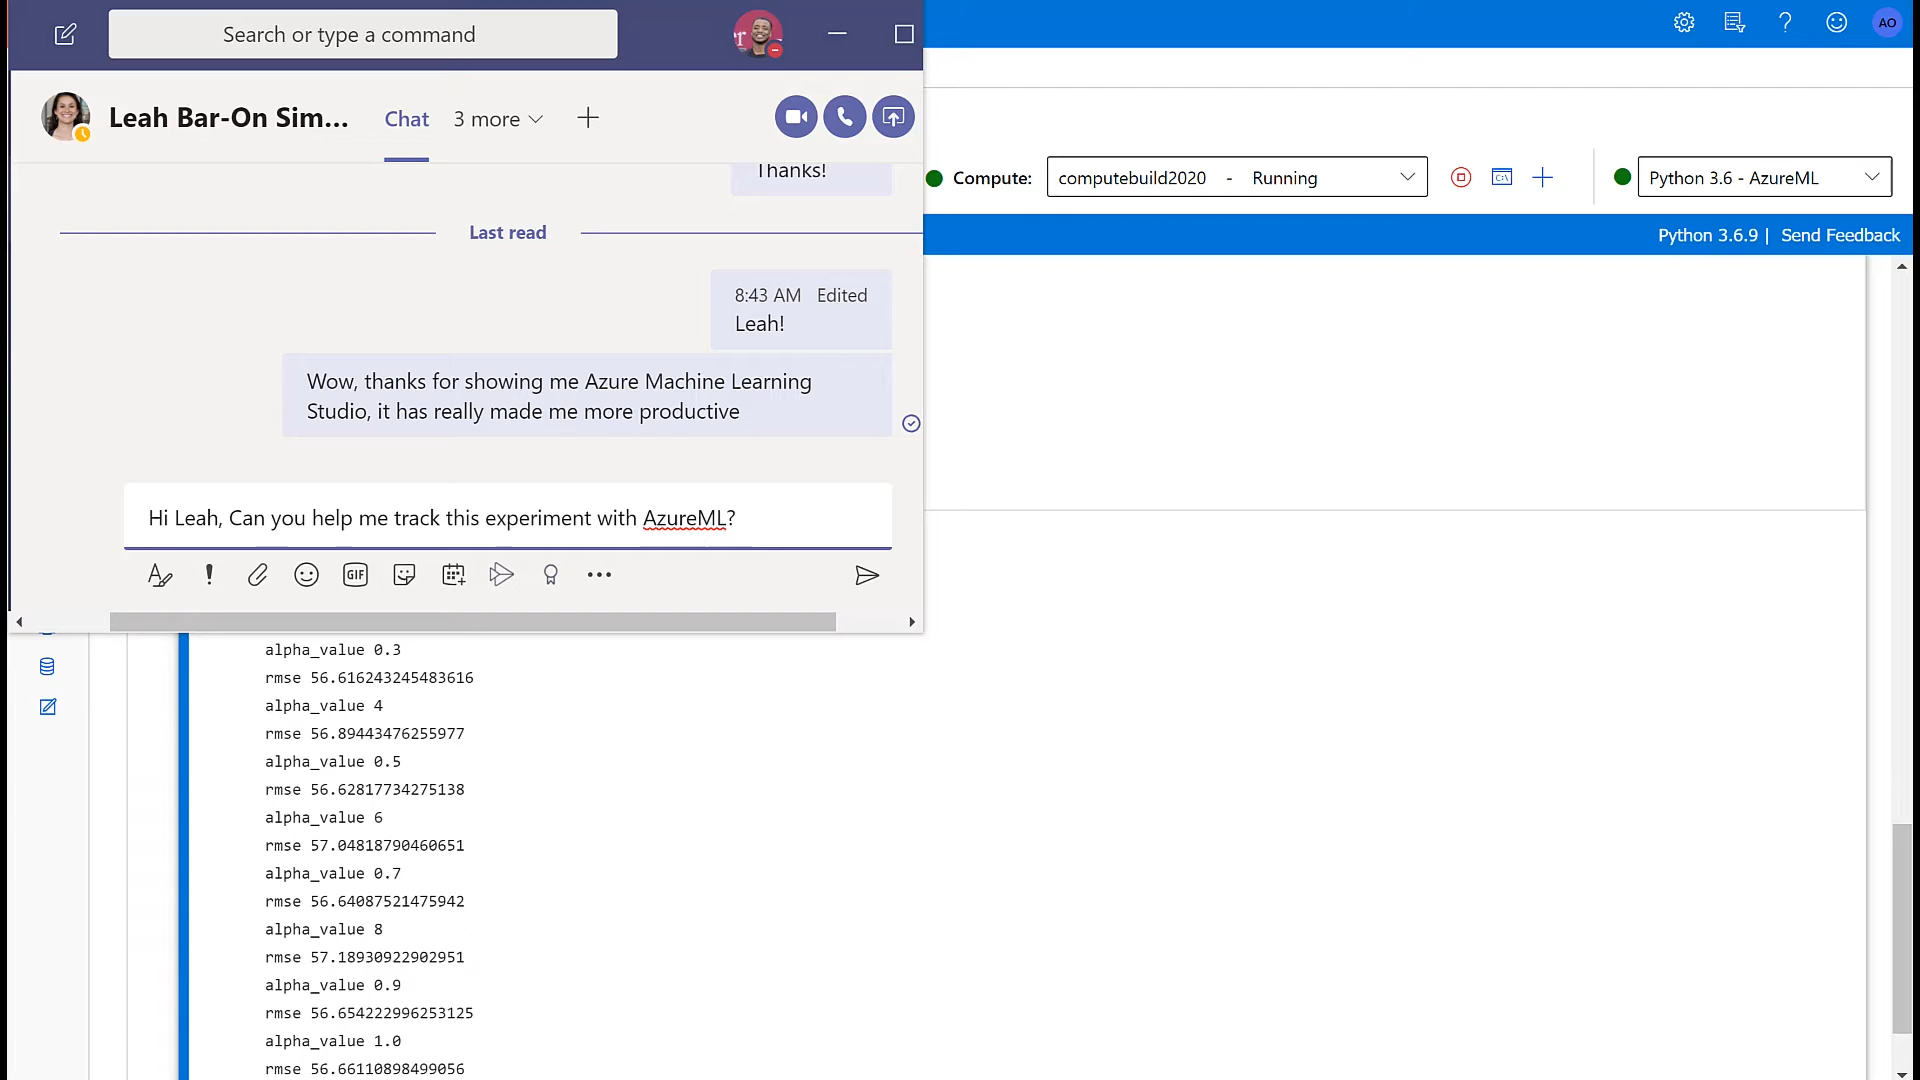 Search or type a command
AO
Leah Bar-On Sim...
Chat
3 more
Thanks!
Compute:
computebuild2020 - Running
Python 3.6 - AzureML
Last read
Python 3.6.9 | Send Feedback
8:43 AM Edited
Leah!
Wow, thanks for showing me Azure Machine Learning
Studio, it has really made me more productive
Hi Leah, Can you help me track this experiment with AzureML?
GIF
alpha_value 0.3
rmse 56.616243245483616
alpha_value 4
rmse 56.89443476255977
alpha_value 0.5
rmse 56.62817734275138
alpha_value 6
rmse 57.04818790460651
alpha_value 0.7
rmse 56.64087521475942
alpha_value 8
rmse 57.18930922902951
alpha_value 0.9
rmse 56.654222996253125
alpha_value 1.0
rmse 56.66110898499056